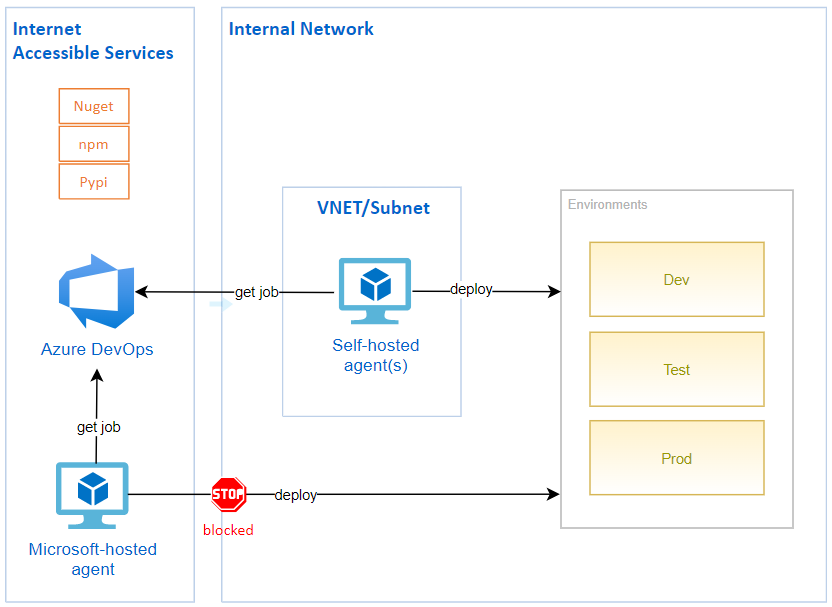 Internet
Accessible Services
Nuget
npm
Pypi
Azure DevOps
get job
Microsoft-hosted
agent
Internal Network
VNET/Subnet
get job
Self-hosted
agent(s)
deploy
STOP
blocked
deploy
Environments
Dev
Test
Prod